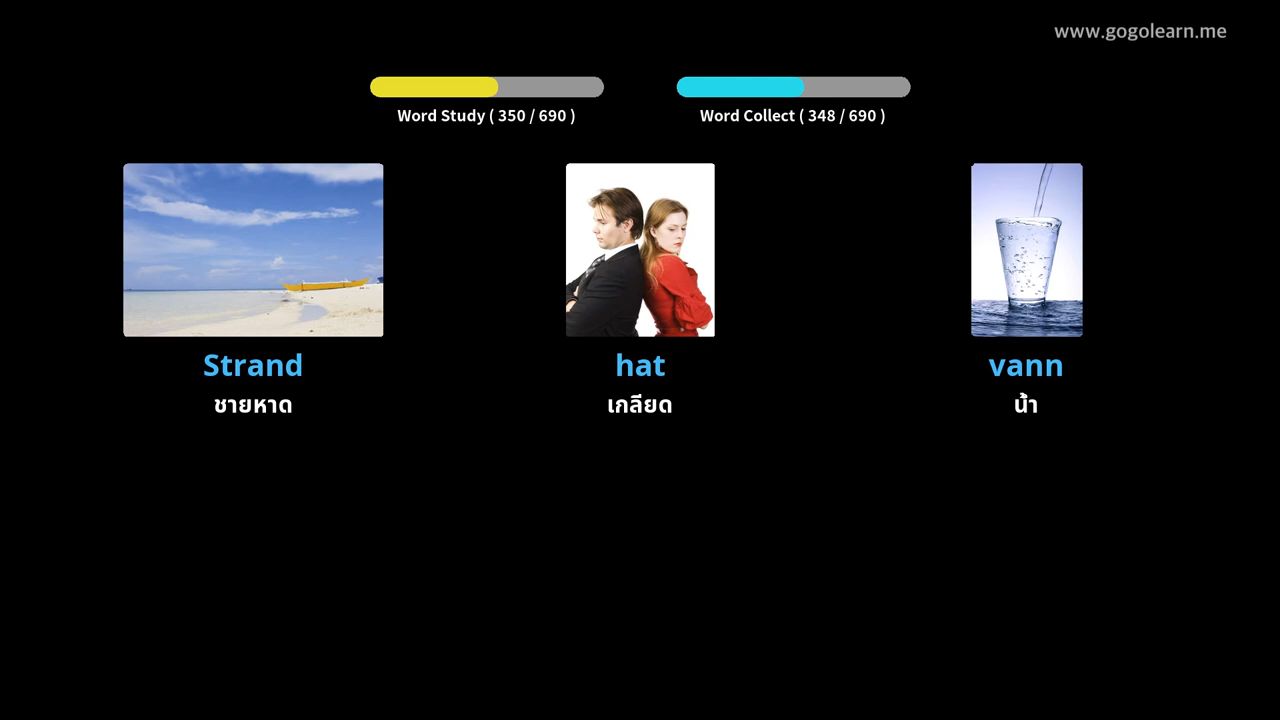 www.gogolearn.me
Word Study ( 350 / 690 )
Word Collect ( 348 / 690 )
Strand
ชายหาด
hat
เกลียด
vann
น้ำ